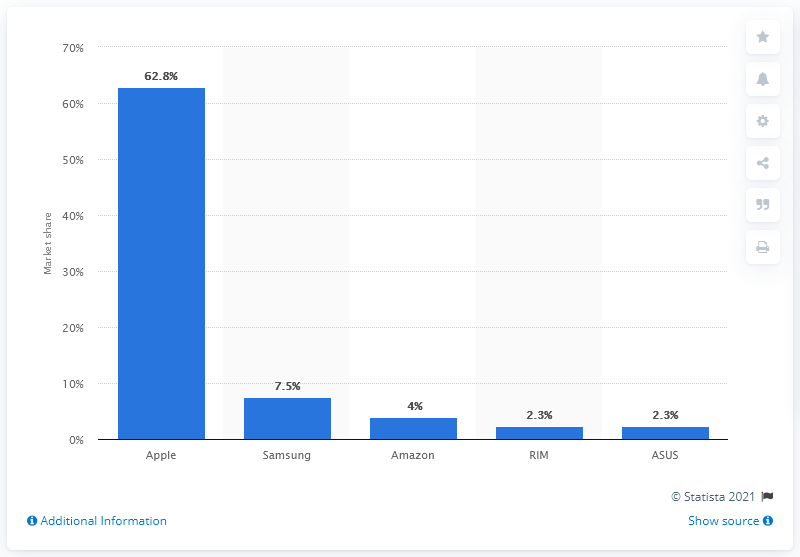 70%
62.8%
60%
50%
40%
Market share
30%
20%
10%
7.5%
4%
2.3%
2.3%
0%
Apple
Samsung
Amazon
RIM
ASUS
© Statista 2021
Additional Information
Show source